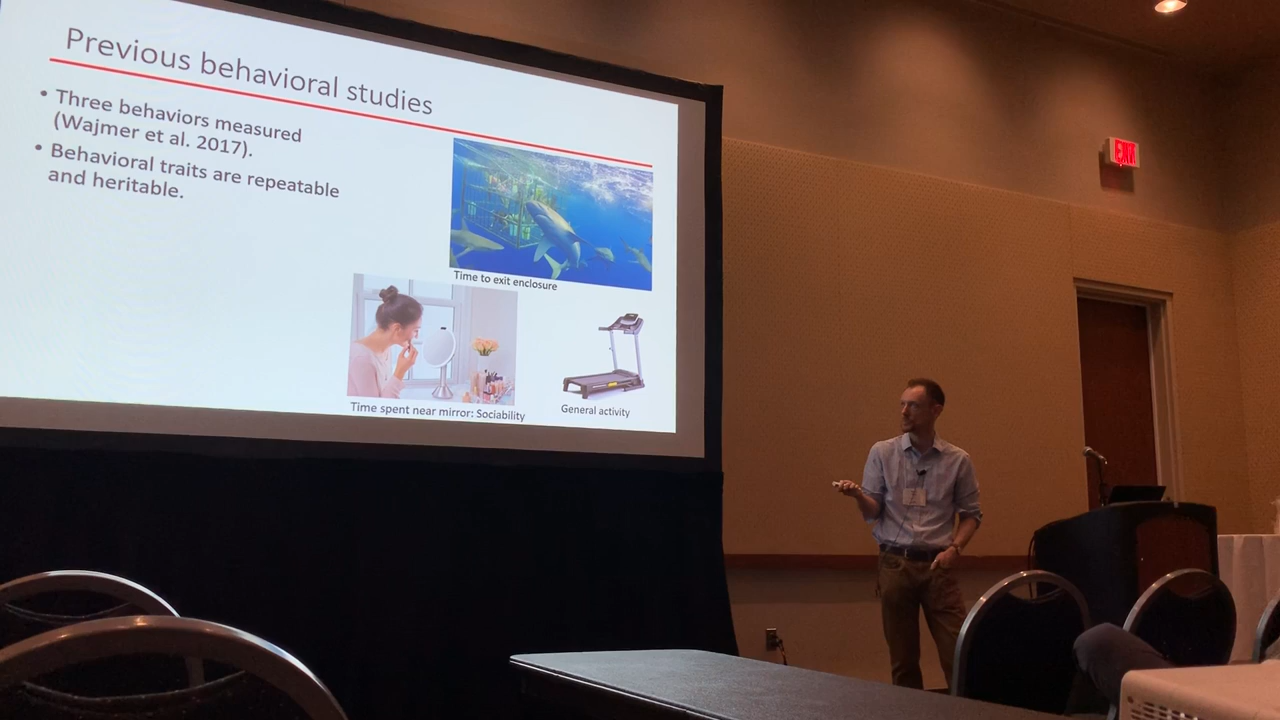 Previous behavioral studies
• Three behaviors measured
(Wajmer et al. 2017).
• Behavioral traits are repeatable
and heritable.
Time to exit enclosure
Time spent near mirror: Sociability
General activity